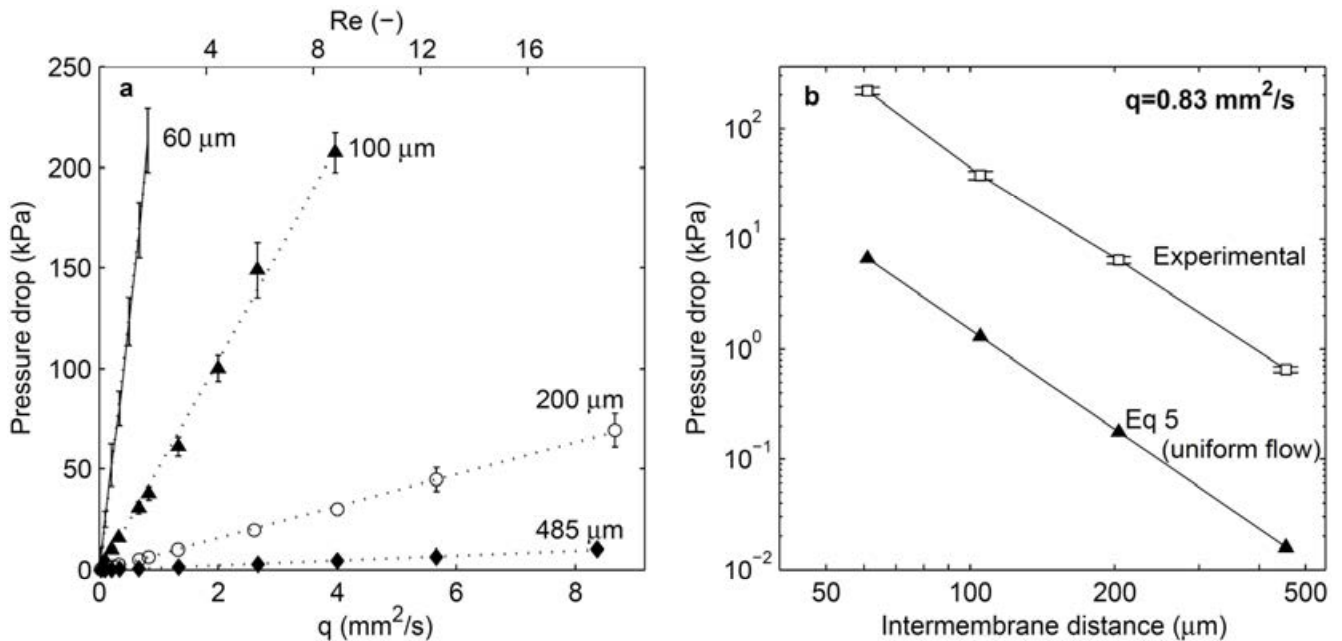 Re (−)
4 8 12 16
250
200
150
100
50
0
Pressure drop (kPa)
a
60 μm
100 μm
200 μm
485 μm
0 2 4 6 8
q (mm²/s)
b
q=0.83 mm²/s
10²
10¹
10⁰
10⁻¹
10⁻²
Pressure drop (kPa)
Experimental
Eq 5
(uniform flow)
50 100 200 500
Intermembrane distance (μm)